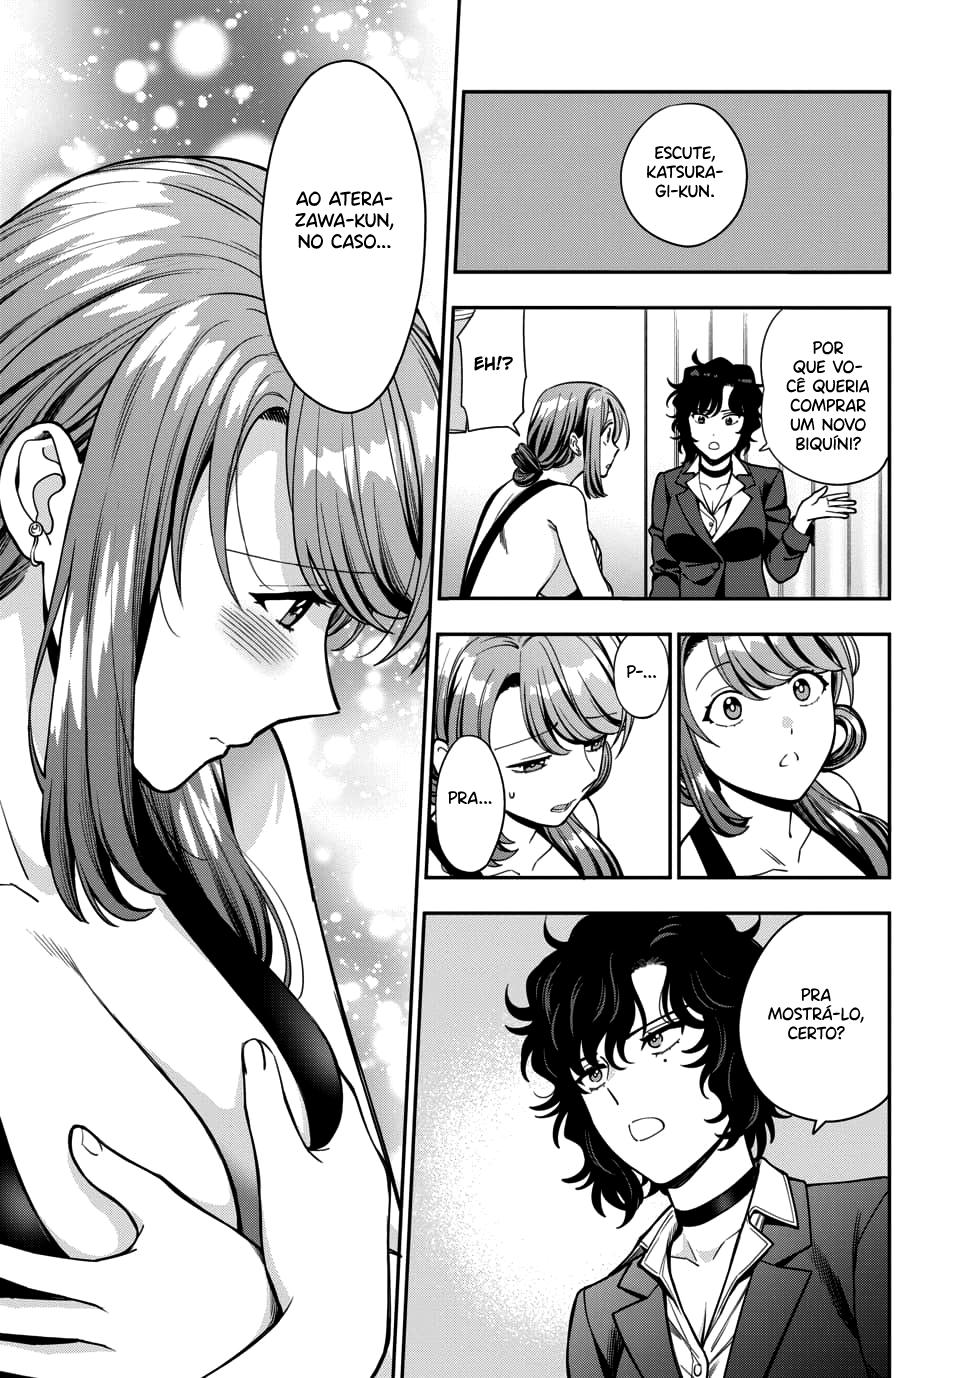 ESCUTE,
KATSURA-
GI-KUN.
POR
QUE VO-
CÊ QUERIA
COMPRAR
UM NOVO
BIQUÍNI?
EH!?
P-...
PRA...
PRA
MOSTRÁ-LO,
CERTO?
AO ATERA-
ZAWA-KUN,
NO CASO...